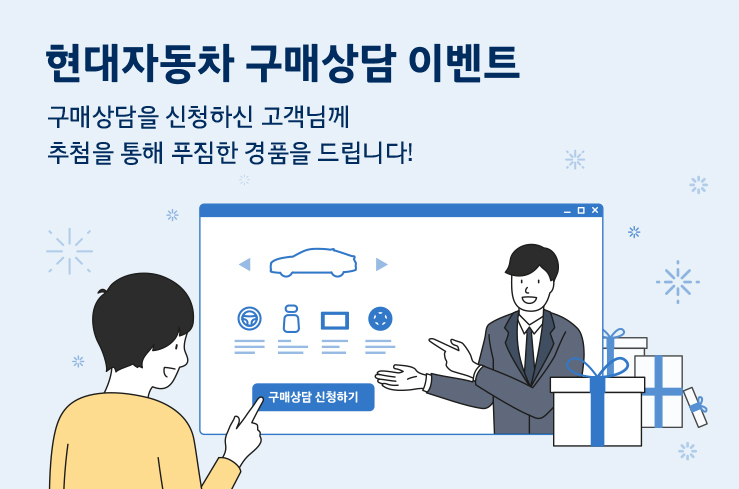 현대자동차 구매상담 이벤트
구매상담을 신청하신 고객님께
추첨을 통해 푸짐한 경품을 드립니다!
구매상담 신청하기